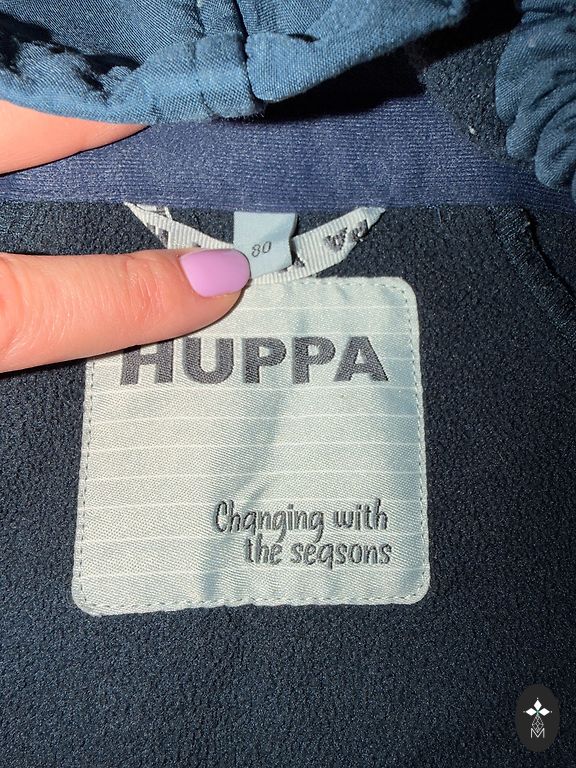 80
HUPPA
Changing with
the seasons